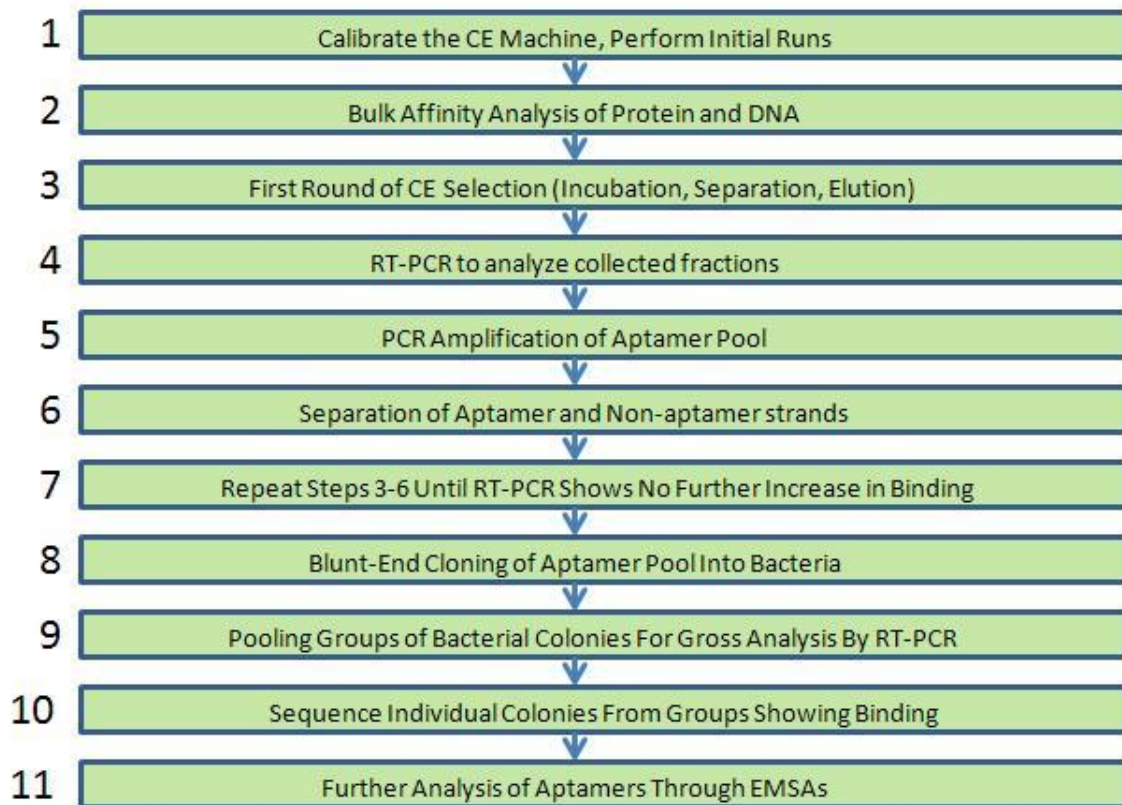 1 Calibrate the CE Machine, Perform Initial Runs
2 Bulk Affinity Analysis of Protein and DNA
3 First Round of CE Selection (Incubation, Separation, Elution)
4 RT-PCR to analyze collected fractions
5 PCR Amplification of Aptamer Pool
6 Separation of Aptamer and Non-aptamer strands
7 Repeat Steps 3-6 Until RT-PCR Shows No Further Increase in Binding
8 Blunt-End Cloning of Aptamer Pool Into Bacteria
9 Pooling Groups of Bacterial Colonies For Gross Analysis By RT-PCR
10 Sequence Individual Colonies From Groups Showing Binding
11 Further Analysis of Aptamers Through EMSAs